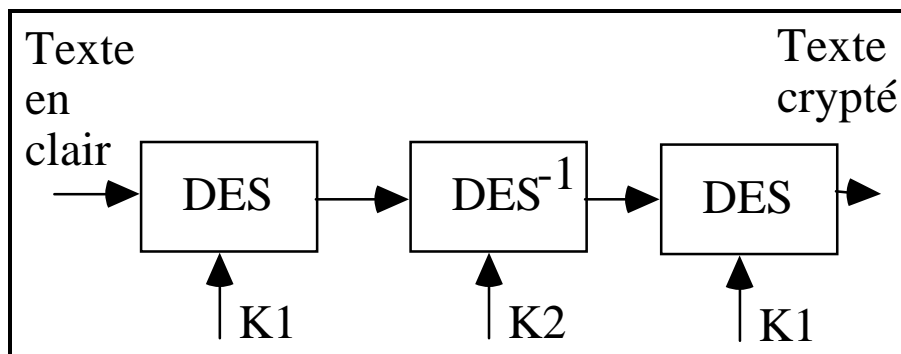 Texte
en
clair
Texte
crypté
DES
DES-1
DES
K1
K2
K1